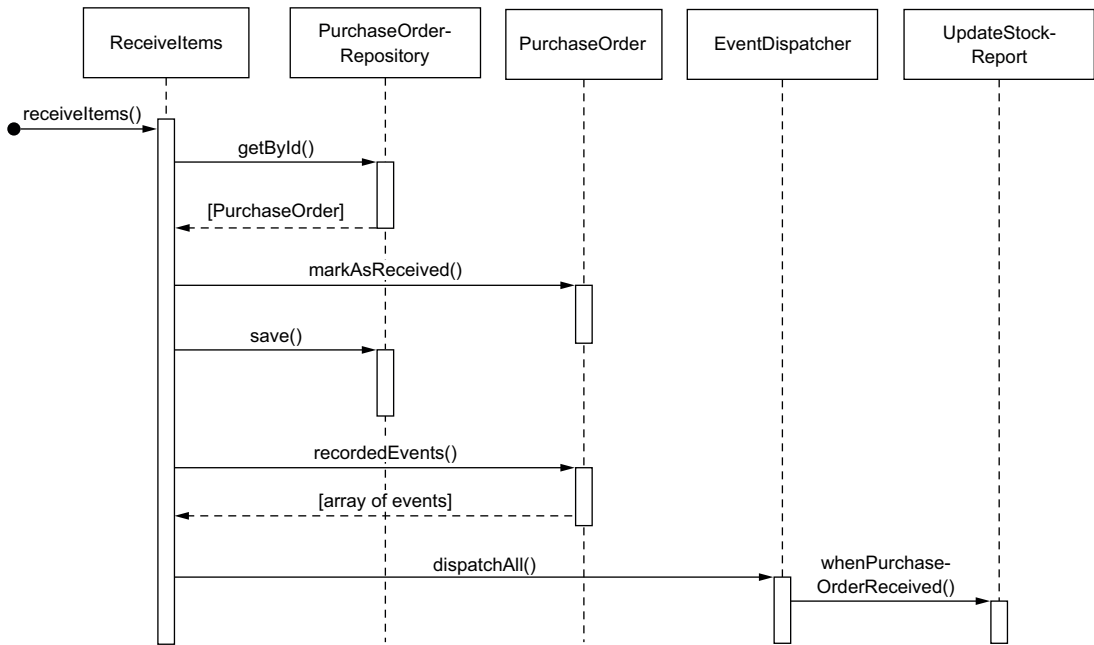 ReceiveItems
PurchaseOrder-
Repository
PurchaseOrder
EventDispatcher
UpdateStock-
Report
receiveItems()
getById()
[PurchaseOrder]
markAsReceived()
save()
recordedEvents()
[array of events]
dispatchAll()
whenPurchase-
OrderReceived()